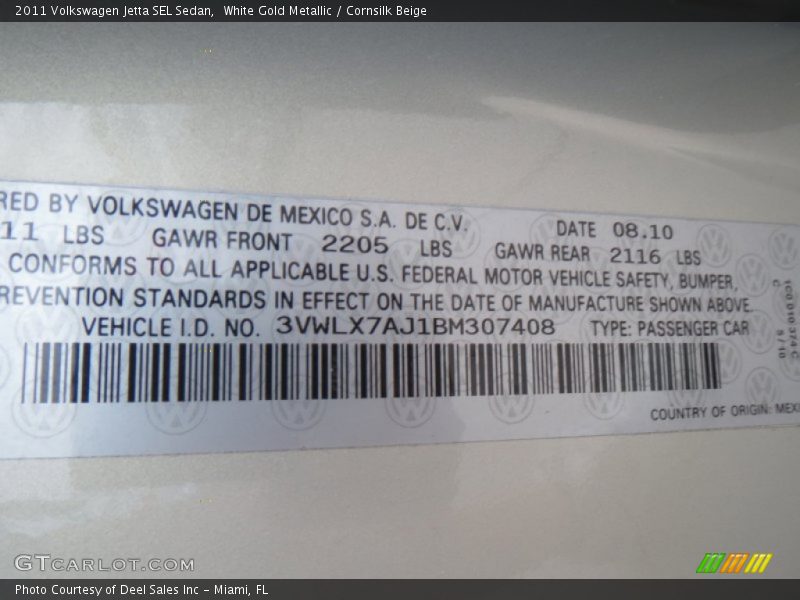 2011 Volkswagen Jetta SEL Sedan, White Gold Metallic / Cornsilk Beige
RED BY VOLKSWAGEN DE MEXICO S.A. DE C.V. DATE 08.10
11 LBS GAWR FRONT 2205 LBS GAWR REAR 2116 LBS
CONFORMS TO ALL APPLICABLE U.S. FEDERAL MOTOR VEHICLE SAFETY, BUMPER,
REVENTION STANDARDS IN EFFECT ON THE DATE OF MANUFACTURE SHOWN ABOVE.
VEHICLE I.D. NO. 3VWLX7AJ1BM307408 TYPE: PASSENGER CAR
COUNTRY OF ORIGIN: MEXI
GTCARLOT.COM
Photo Courtesy of Deel Sales Inc – Miami, FL